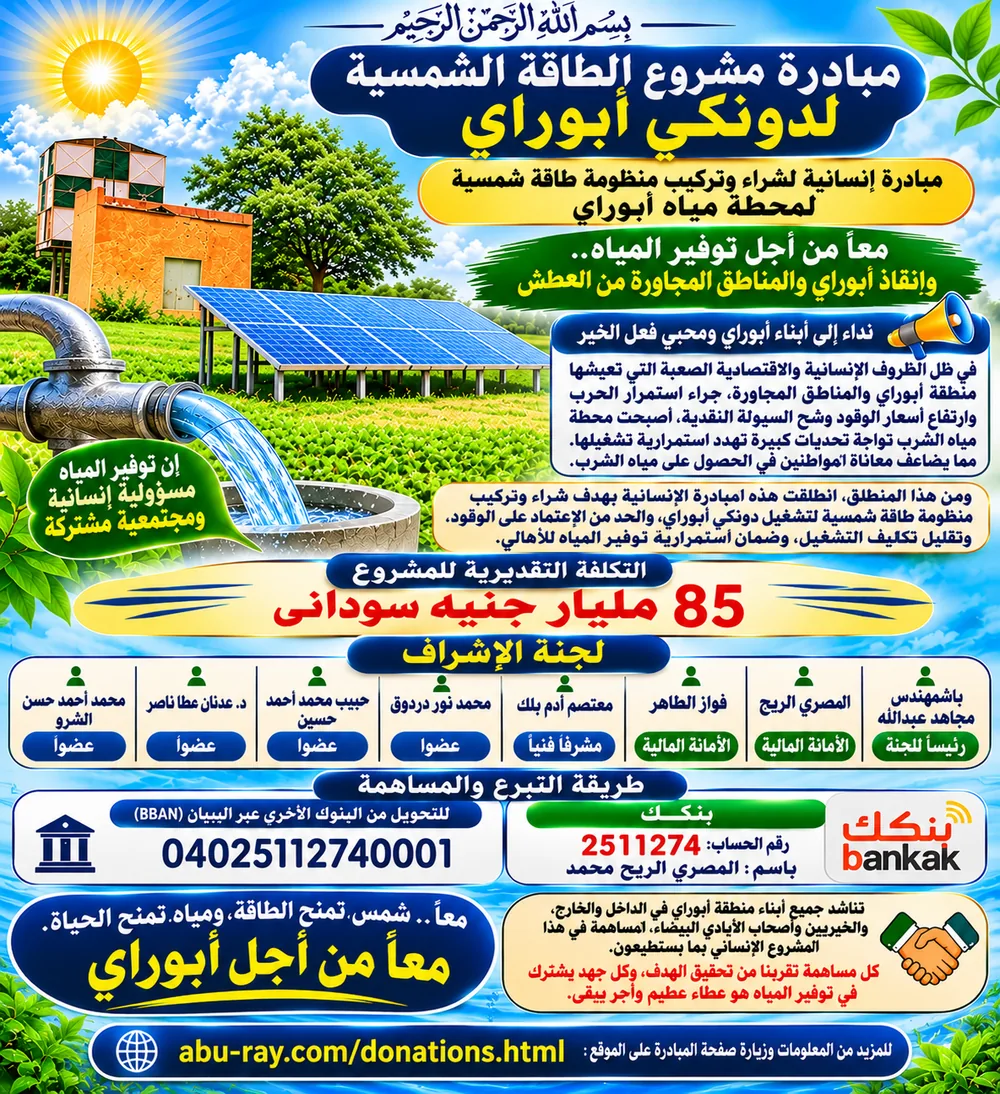 بِسْمِ اللَّهِ الرَّحْمَنِ الرَّحِيمِ
مبادرة مشروع الطاقة الشمسية
لدونكي أبوراي
مبادرة إنسانية لشراء وتركيب منظومة طاقة شمسية
لمحطة مياه أبوراي
معاً من أجل توفير المياه..
وإنقاذ أبوراي والمناطق المجاورة من العطش
نداء إلى أبناء أبوراي ومحبي فعل الخير
في ظل الظروف الإنسانية والاقتصادية الصعبة التي تعيشها
منطقة أبوراي والمناطق المجاورة، جراء استمرار الحرب
وارتفاع أسعار الوقود وشح السيولة النقدية، أصبحت محطة
مياه الشرب تواجة تحديات كبيرة تهدد استمرارية تشغيلها.
مما يضاعف معاناة المواطنين في الحصول على مياه الشرب.
إن توفير المياه
مسؤولية إنسانية
ومجتمعية مشتركة
ومن هذا المنطلق، انطلقت هذه المبادرة الإنسانية بهدف شراء وتركيب
منظومة طاقة شمسية لتشغيل دونكي أبوراي، والحد من الإعتماد على الوقود،
وتقليل تكاليف التشغيل، وضمان استمرارية توفير المياه للأهالي.
التكلفة التقديرية للمشروع
85 مليار جنيه سوداني
لجنة الإشراف
باشمهندس
مجاهد عبدالله
رئيساً للجنة
المصري الريح
الأمانة المالية
فواز الطاهر
الأمانة المالية
معتصم أدم بلك
مشرفاً فنياً
محمد نور دردوق
عضوا
حبيب محمد أحمد
حسين
عضوا
د. عدنان عطا ناصر
عضواً
محمد أحمد حسن
الشرو
عضواً
طريقة التبرع والمساهمة
بنكك
bankak
بنكــك
رقم الحساب: 2511274
باسم : المصري الريح محمد
للتحويل من البنوك الأخري عبر البيبان (BBAN)
04025112740001
تناشد جميع أبناء منطقة أبوراي في الداخل والخارج،
والخيريين وأصحاب الأيادي البيضاء، المساهمة في هذا
المشروع الإنساني بما يستطيعون.
كل مساهمة تقربنا من تحقيق الهدف، وكل جهد يشترك
في توفير المياه هو عطاء عظيم وأجر يبقى.
معاً .. شمس تمنح الطاقة، ومياه تمنح الحياة.
معاً من أجل أبوراي
للمزيد من المعلومات وزيارة صفحة المبادرة على الموقع :
abu-ray.com/donations.html